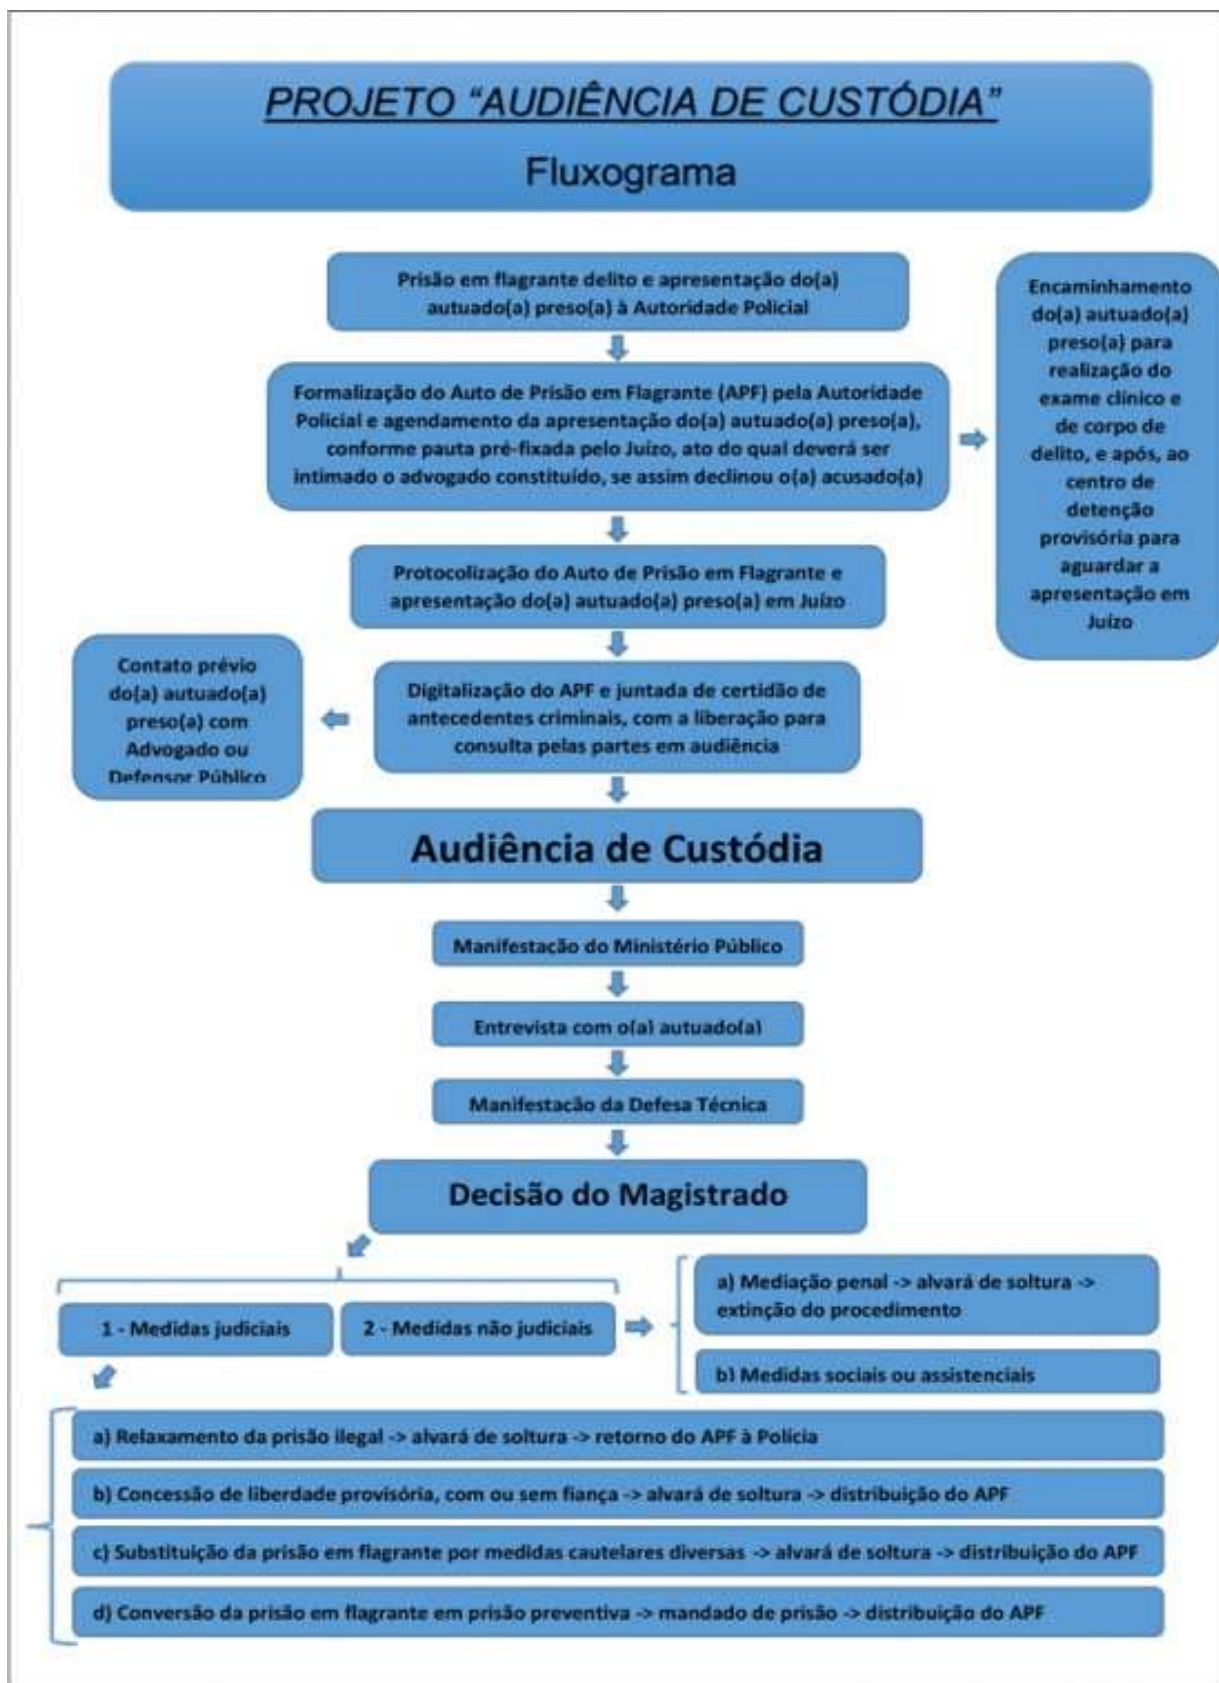 PROJETO “AUDIÊNCIA DE CUSTÓDIA”
Fluxograma
Prisão em flagrante delito e apresentação do(a)
autuado(a) preso(a) à Autoridade Policial
Encaminhamento
do(a) autuado(a)
preso(a) para
realização do
exame clínico e
de corpo de
delito, e após, ao
centro de
detenção
provisória para
aguardar a
apresentação em
Juízo
Formalização do Auto de Prisão em Flagrante (APF) pela Autoridade
Policial e agendamento da apresentação do(a) autuado(a) preso(a),
conforme pauta pré-fixada pelo Juízo, ato do qual deverá ser
intimado o advogado constituído, se assim declinou o(a) acusado(a)
Protocolização do Auto de Prisão em Flagrante e
apresentação do(a) autuado(a) preso(a) em Juízo
Contato prévio
do(a) autuado(a)
preso(a) com
Advogado ou
Defensor Público
Digitalização do APF e juntada de certidão de
antecedentes criminais, com a liberação para
consulta pelas partes em audiência
Audiência de Custódia
Manifestação do Ministério Público
Entrevista com o(a) autuado(a)
Manifestação da Defesa Técnica
Decisão do Magistrado
a) Mediação penal -> alvará de soltura ->
extinção do procedimento
1 - Medidas judiciais
2 - Medidas não judiciais
b) Medidas sociais ou assistenciais
a) Relaxamento da prisão ilegal -> alvará de soltura -> retorno do APF à Polícia
b) Concessão de liberdade provisória, com ou sem fiança -> alvará de soltura -> distribuição do APF
c) Substituição da prisão em flagrante por medidas cautelares diversas -> alvará de soltura -> distribuição do APF
d) Conversão da prisão em flagrante em prisão preventiva -> mandado de prisão -> distribuição do APF